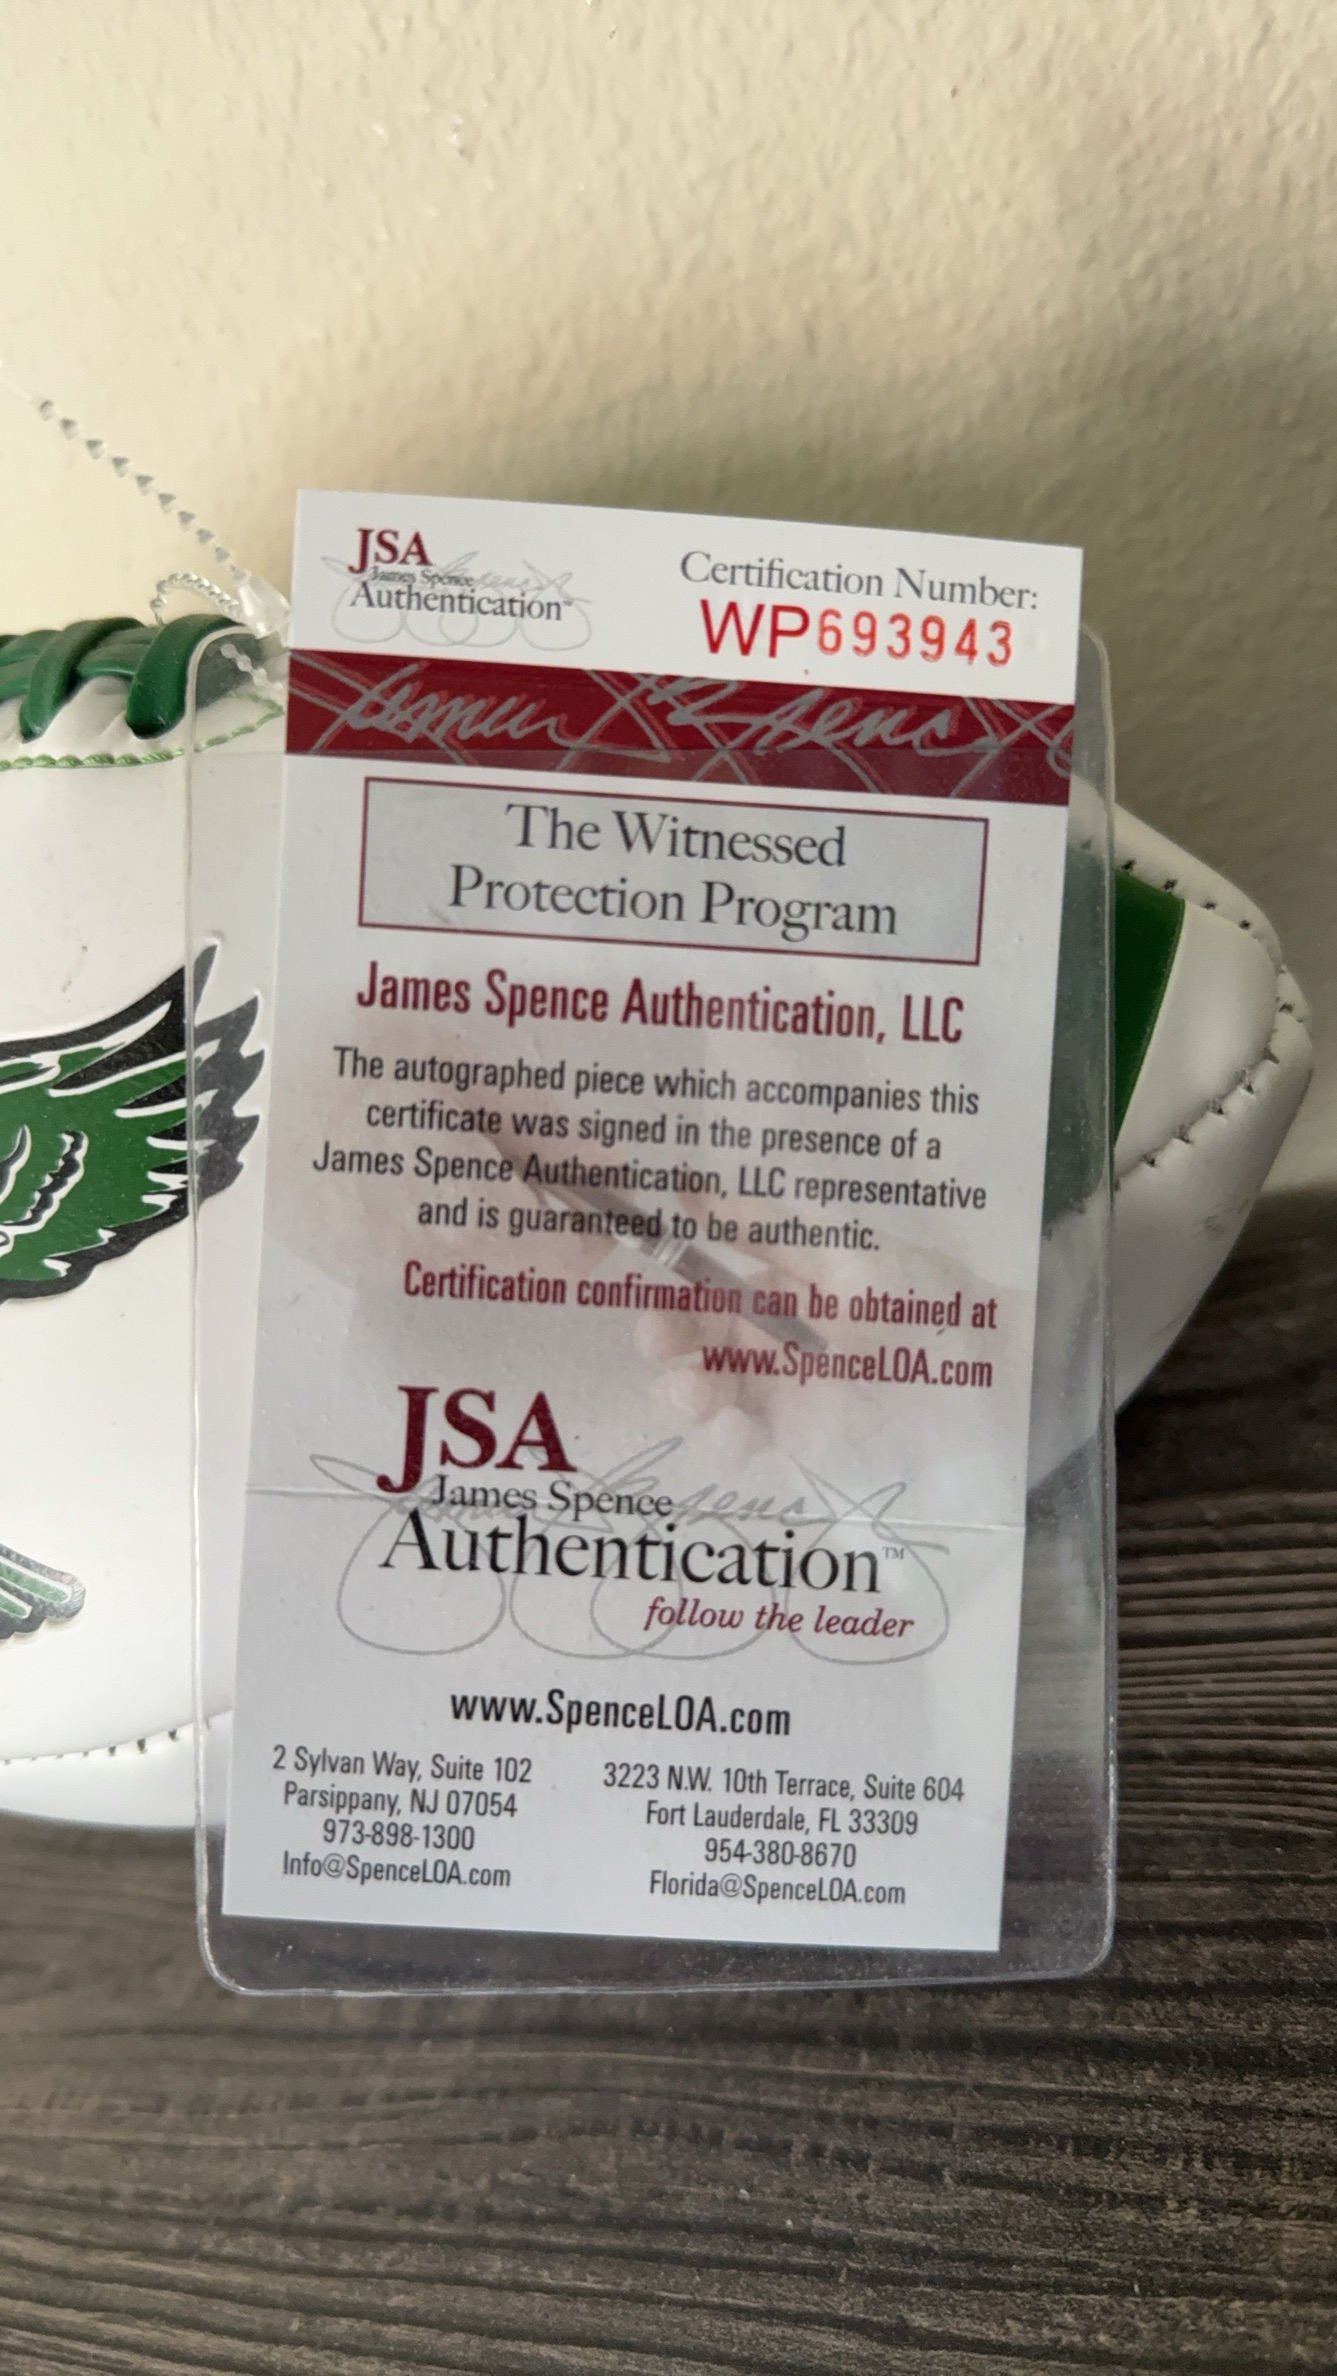 JSA
James Spence
Authentication™
Certification Number:
WP693943
James Spence
The Witnessed
Protection Program
James Spence Authentication, LLC
The autographed piece which accompanies this
certificate was signed in the presence of a
James Spence Authentication, LLC representative
and is guaranteed to be authentic.
Certification confirmation can be obtained at
www.SpenceLOA.com
JSA
James Spence
Authentication™
follow the leader
www.SpenceLOA.com
2 Sylvan Way, Suite 102
Parsippany, NJ 07054
973-898-1300
Info@SpenceLOA.com
3223 N.W. 10th Terrace, Suite 604
Fort Lauderdale, FL 33309
954-380-8670
Florida@SpenceLOA.com